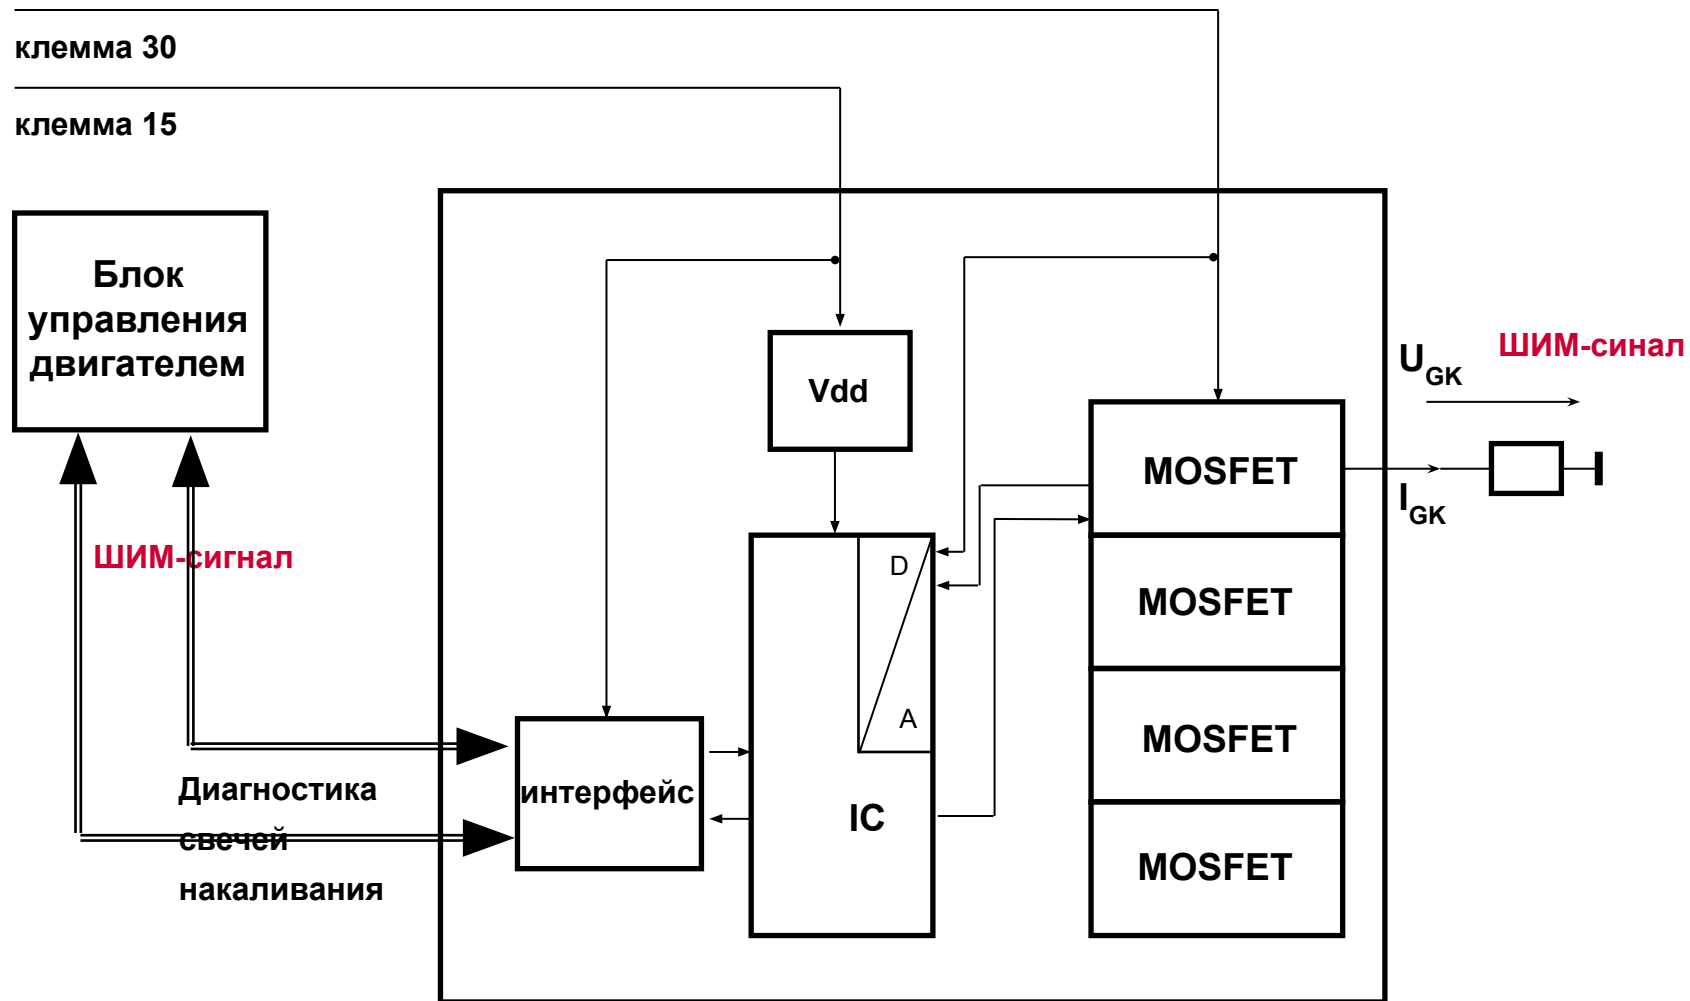 клемма 30
клемма 15
Блок
управления
двигателем
Vdd
U GK
ШИМ-синал
MOSFET
I GK
ШИМ-сигнал
D
MOSFET
A
MOSFET
Диагностика
свечей
накаливания
интерфейс
IC
MOSFET